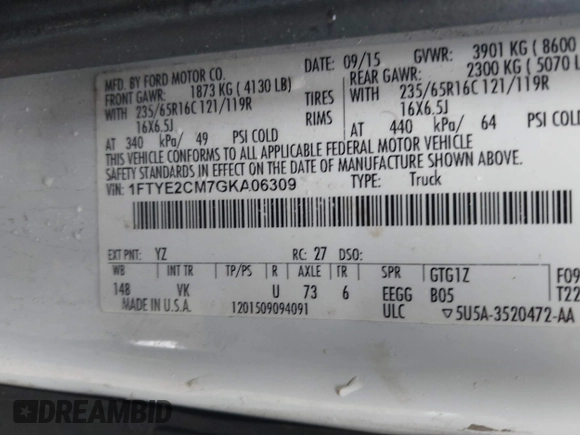 MFD. BY FORD MOTOR CO. DATE: 09/15 GVWR: 3901 KG (8600
FRONT GAWR: 1873 KG (4130 LB) REAR GAWR: 2300 KG (5070 L
WITH 235/65R16C 121/119R TIRES WITH 235/65R16C 121/119R
16X6.5J RIMS 16X6.5J
AT 340 kPa/ 49 PSI COLD AT 440 kPa/ 64 PSI COL
THIS VEHICLE CONFORMS TO ALL APPLICABLE FEDERAL MOTOR VEHICLE
SAFETY STANDARDS IN EFFECT ON THE DATE OF MANUFACTURE SHOWN ABOVE.
VIN: 1FTYE2CM7GKA06309 TYPE: Truck
EXT PNT: YZ RC: 27 DSO:
WB INT TR TP/PS R AXLE TR SPR GTG1Z F09
148 VK U 73 6 EEGG B05 T22
MADE IN U.S.A. 1201509094091 ULC ▽5U5A-3520472-AA
DREAMBID